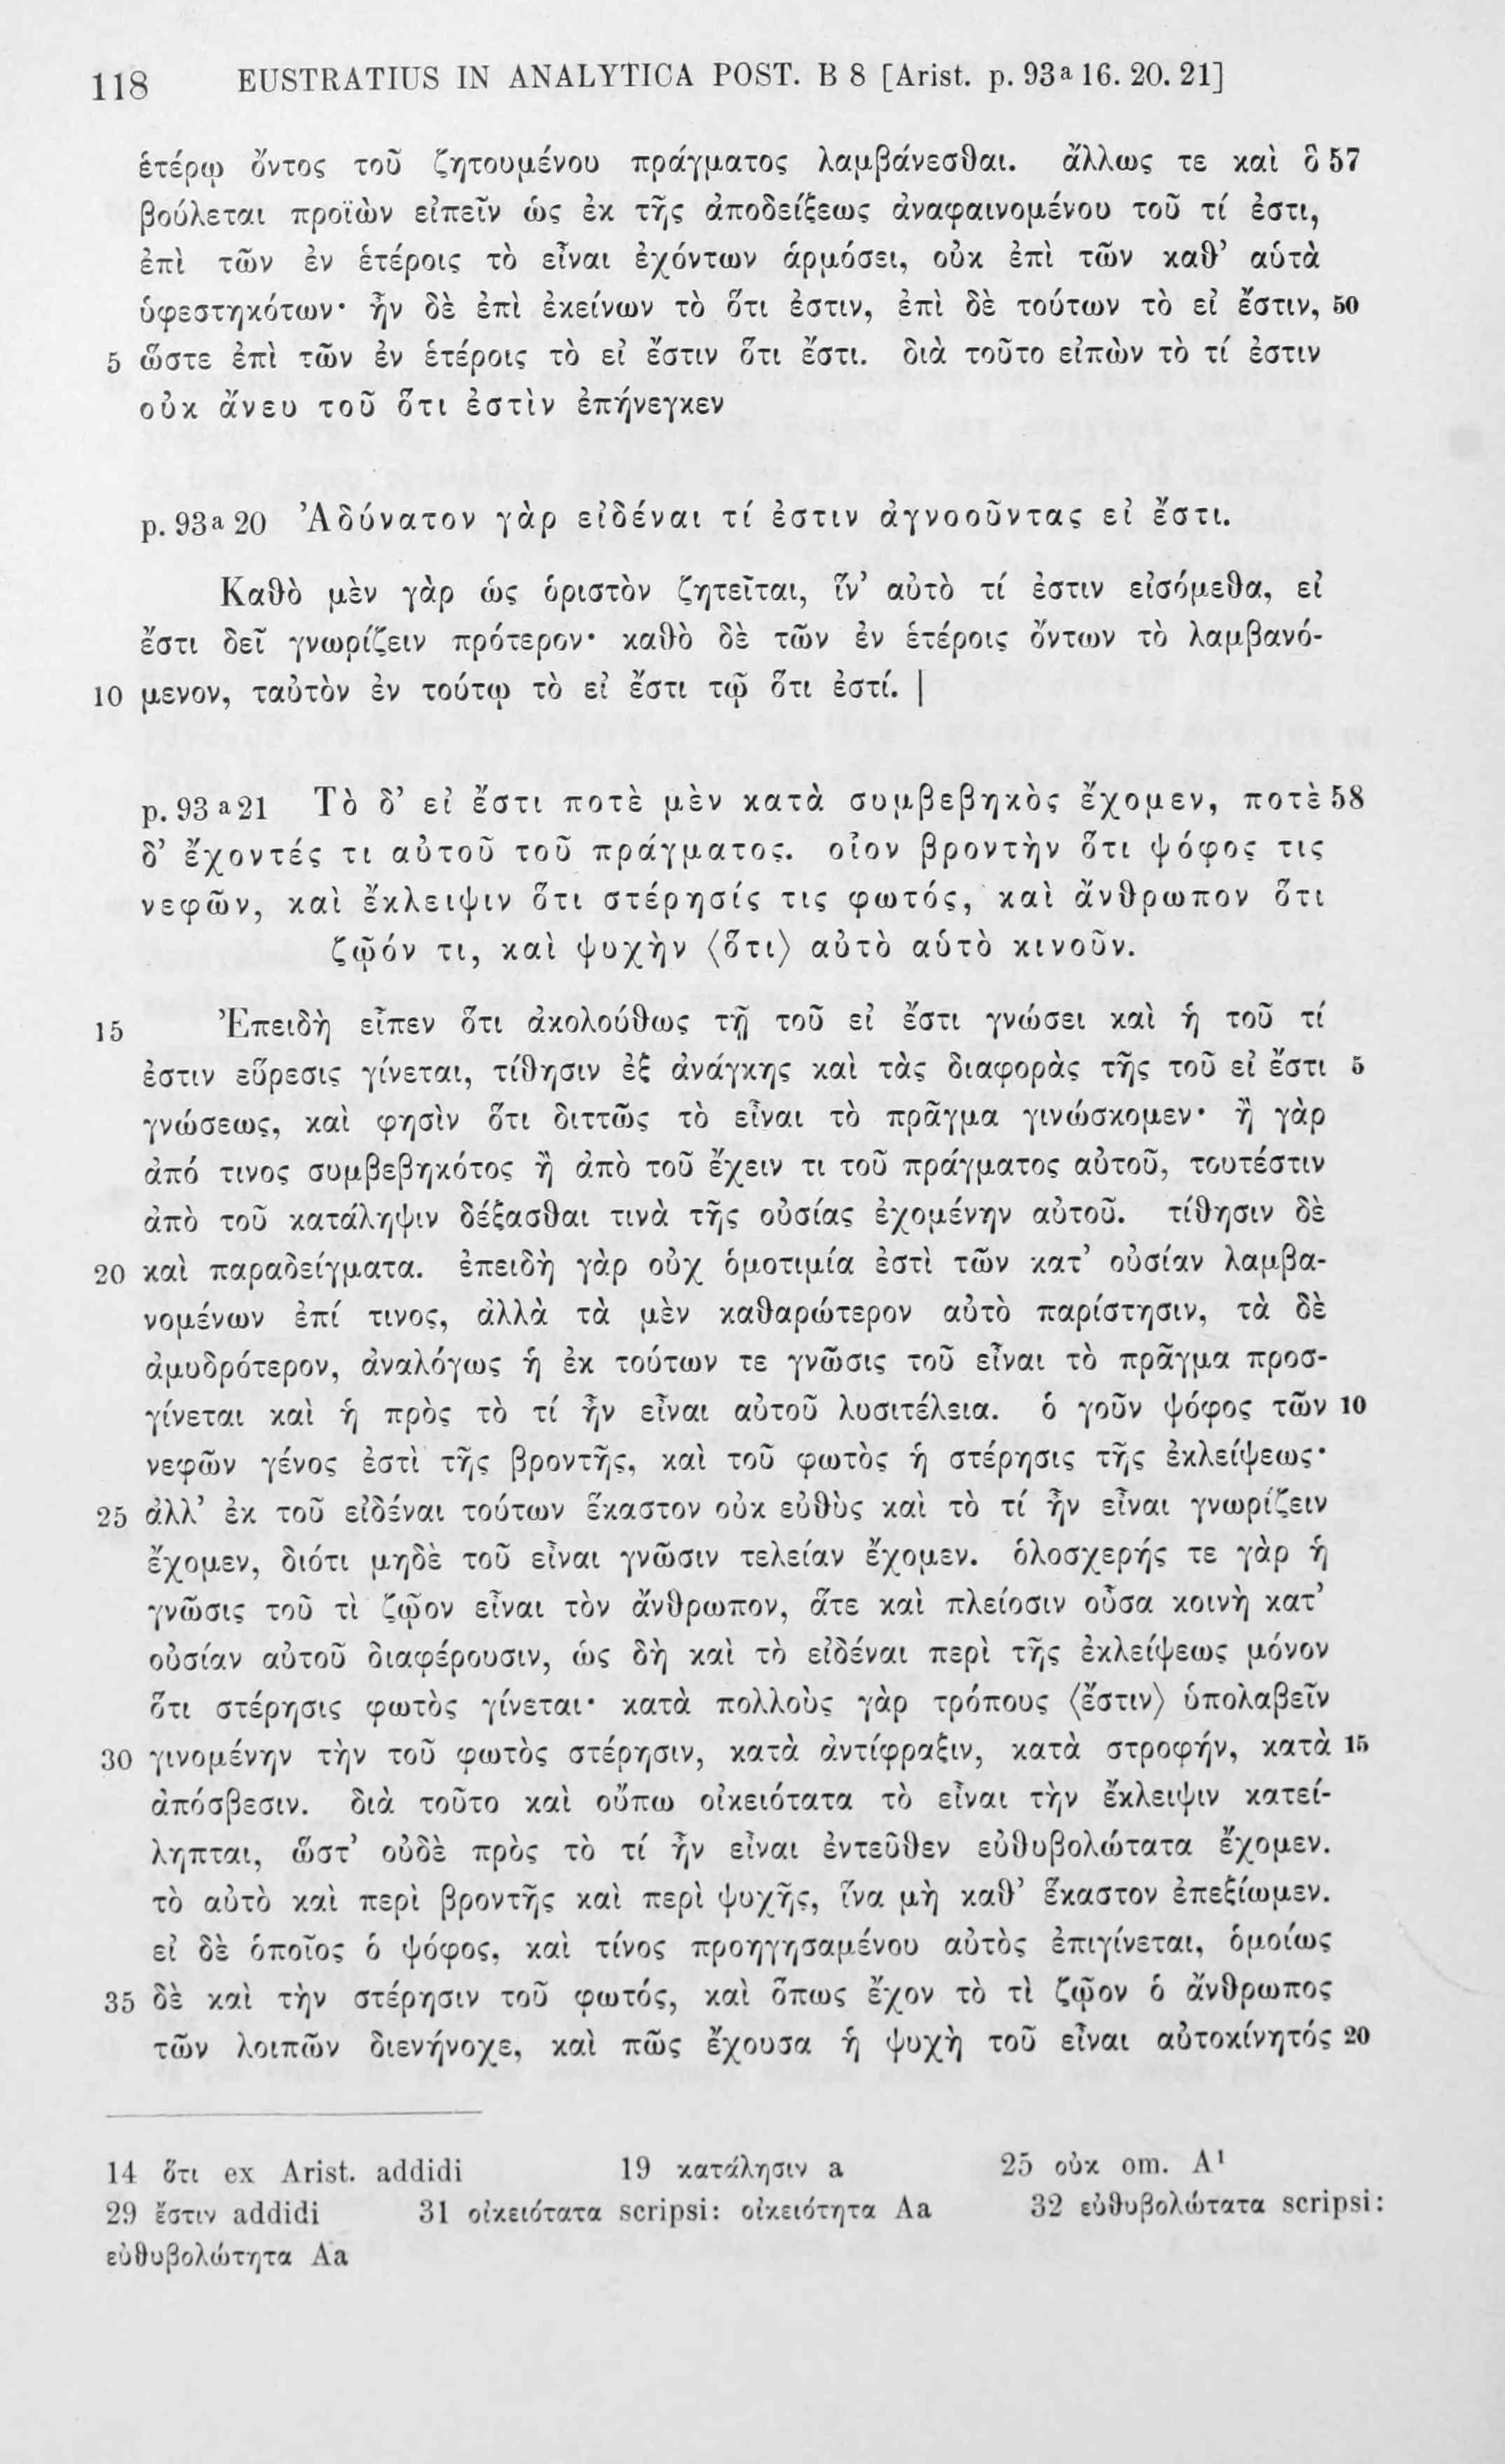 118 EUSTRATIUS IN ANALYTICA POST. B 8 [Arist. p. 93a 16. 20. 21]
ἑτέρῳ ὄντος τοῦ ζητουμένου πράγματος λαμβάνεσθαι. ἄλλως τε καὶ ὃ 57
βούλεται προϊὼν εἰπεῖν ὡς ἐκ τῆς ἀποδείξεως ἀναφαινομένου τοῦ τί ἐστι,
ἐπὶ τῶν ἐν ἑτέροις τὸ εἶναι ἐχόντων ἁρμόσει, οὐκ ἐπὶ τῶν καθ’ αὑτὰ
ὑφεστηκότων· ἦν δὲ ἐπὶ ἐκείνων τὸ ὅτι ἐστιν, ἐπὶ δὲ τούτων τὸ εἰ ἔστιν, 50
5 ὥστε ἐπὶ τῶν ἐν ἑτέροις τὸ εἰ ἔστιν ὅτι ἔστι. διὰ τοῦτο εἰπὼν τὸ τί ἐστιν
οὐκ ἄνευ τοῦ ὅτι ἐστὶν ἐπήνεγκεν
p. 93a 20 Ἀδύνατον γὰρ εἰδέναι τί ἐστιν ἀγνοοῦντας εἰ ἔστι.
Καθὸ μὲν γὰρ ὡς ὁριστὸν ζητεῖται, ἵν’ αὐτὸ τί ἐστιν εἰσόμεθα, εἰ
ἔστι δεῖ γνωρίζειν πρότερον· καθὸ δὲ τῶν ἐν ἑτέροις ὄντων τὸ λαμβανό-
10 μενον, ταὐτὸν ἐν τούτῳ τὸ εἰ ἔστι τῷ ὅτι ἐστί. |
p. 93 a 21 Τὸ δ’ εἰ ἔστι ποτὲ μὲν κατὰ συμβεβηκὸς ἔχομεν, ποτὲ 58
δ’ ἔχοντές τι αὐτοῦ τοῦ πράγματος. οἷον βροντὴν ὅτι ψόφος τις
νεφῶν, καὶ ἔκλειψιν ὅτι στέρησίς τις φωτός, καὶ ἄνθρωπον ὅτι
ζῷόν τι, καὶ ψυχὴν ⟨ὅτι⟩ αὐτὸ αὑτὸ κινοῦν.
15 Ἐπειδὴ εἶπεν ὅτι ἀκολούθως τῇ τοῦ εἰ ἔστι γνώσει καὶ ἡ τοῦ τί
ἐστιν εὕρεσις γίνεται, τίθησιν ἐξ ἀνάγκης καὶ τὰς διαφορὰς τῆς τοῦ εἰ ἔστι 5
γνώσεως, καὶ φησὶν ὅτι διττῶς τὸ εἶναι τὸ πρᾶγμα γινώσκομεν· ἢ γὰρ
ἀπό τινος συμβεβηκότος ἢ ἀπὸ τοῦ ἔχειν τι τοῦ πράγματος αὐτοῦ, τουτέστιν
ἀπὸ τοῦ κατάληψιν δέξασθαι τινὰ τῆς οὐσίας ἐχομένην αὐτοῦ. τίθησιν δὲ
20 καὶ παραδείγματα. ἐπειδὴ γὰρ οὐχ ὁμοτιμία ἐστὶ τῶν κατ’ οὐσίαν λαμβα-
νομένων ἐπί τινος, ἀλλὰ τὰ μὲν καθαρώτερον αὐτὸ παρίστησιν, τὰ δὲ
ἀμυδρότερον, ἀναλόγως ἡ ἐκ τούτων τε γνῶσις τοῦ εἶναι τὸ πρᾶγμα προσ-
γίνεται καὶ ἡ πρὸς τὸ τί ἦν εἶναι αὐτοῦ λυσιτέλεια. ὁ γοῦν ψόφος τῶν 10
νεφῶν γένος ἐστὶ τῆς βροντῆς, καὶ τοῦ φωτὸς ἡ στέρησις τῆς ἐκλείψεως·
25 ἀλλ’ ἐκ τοῦ εἰδέναι τούτων ἕκαστον οὐκ εὐθὺς καὶ τὸ τί ἦν εἶναι γνωρίζειν
ἔχομεν, διότι μηδὲ τοῦ εἶναι γνῶσιν τελείαν ἔχομεν. ὁλοσχερής τε γὰρ ἡ
γνῶσις τοῦ τὶ ζῷον εἶναι τὸν ἄνθρωπον, ἅτε καὶ πλείοσιν οὖσα κοινὴ κατ’
οὐσίαν αὐτοῦ διαφέρουσιν, ὡς δὴ καὶ τὸ εἰδέναι περὶ τῆς ἐκλείψεως μόνον
ὅτι στέρησις φωτὸς γίνεται· κατὰ πολλοὺς γὰρ τρόπους ⟨ἔστιν⟩ ὑπολαβεῖν
30 γινομένην τὴν τοῦ φωτὸς στέρησιν, κατὰ ἀντίφραξιν, κατὰ στροφήν, κατὰ 15
ἀπόσβεσιν. διὰ τοῦτο καὶ οὔπω οἰκειότατα τὸ εἶναι τὴν ἔκλειψιν κατεί-
ληπται, ὥστ’ οὐδὲ πρὸς τὸ τί ἦν εἶναι ἐντεῦθεν εὐθυβολώτατα ἔχομεν.
τὸ αὐτὸ καὶ περὶ βροντῆς καὶ περὶ ψυχῆς, ἵνα μὴ καθ’ ἕκαστον ἐπεξίωμεν.
εἰ δὲ ὁποῖος ὁ ψόφος, καὶ τίνος προηγησαμένου αὐτὸς ἐπιγίνεται, ὁμοίως
35 δὲ καὶ τὴν στέρησιν τοῦ φωτός, καὶ ὅπως ἔχον τὸ τὶ ζῷον ὁ ἄνθρωπος
τῶν λοιπῶν διενήνοχε, καὶ πῶς ἔχουσα ἡ ψυχὴ τοῦ εἶναι αὐτοκίνητός 20
14 ὅτι ex Arist. addidi 19 κατάλησιν a 25 οὐκ om. A¹
29 ἔστιν addidi 31 οἰκειότατα scripsi: οἰκειότητα Aa 32 εὐθυβολώτατα scripsi:
εὐθυβολώτητα Aa